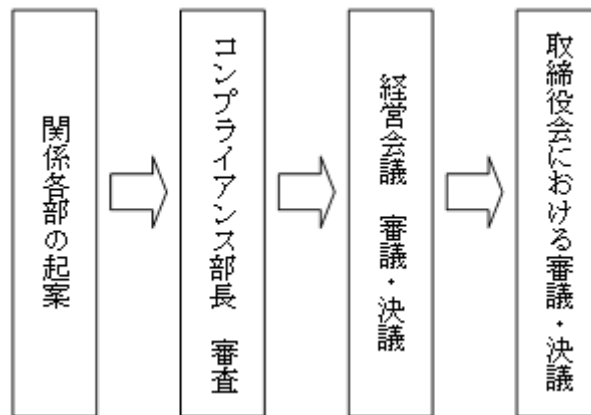 関係各部の起案
コンプライアンス部長 審査
経営会議 審議・決議
取締役会における審議・決議